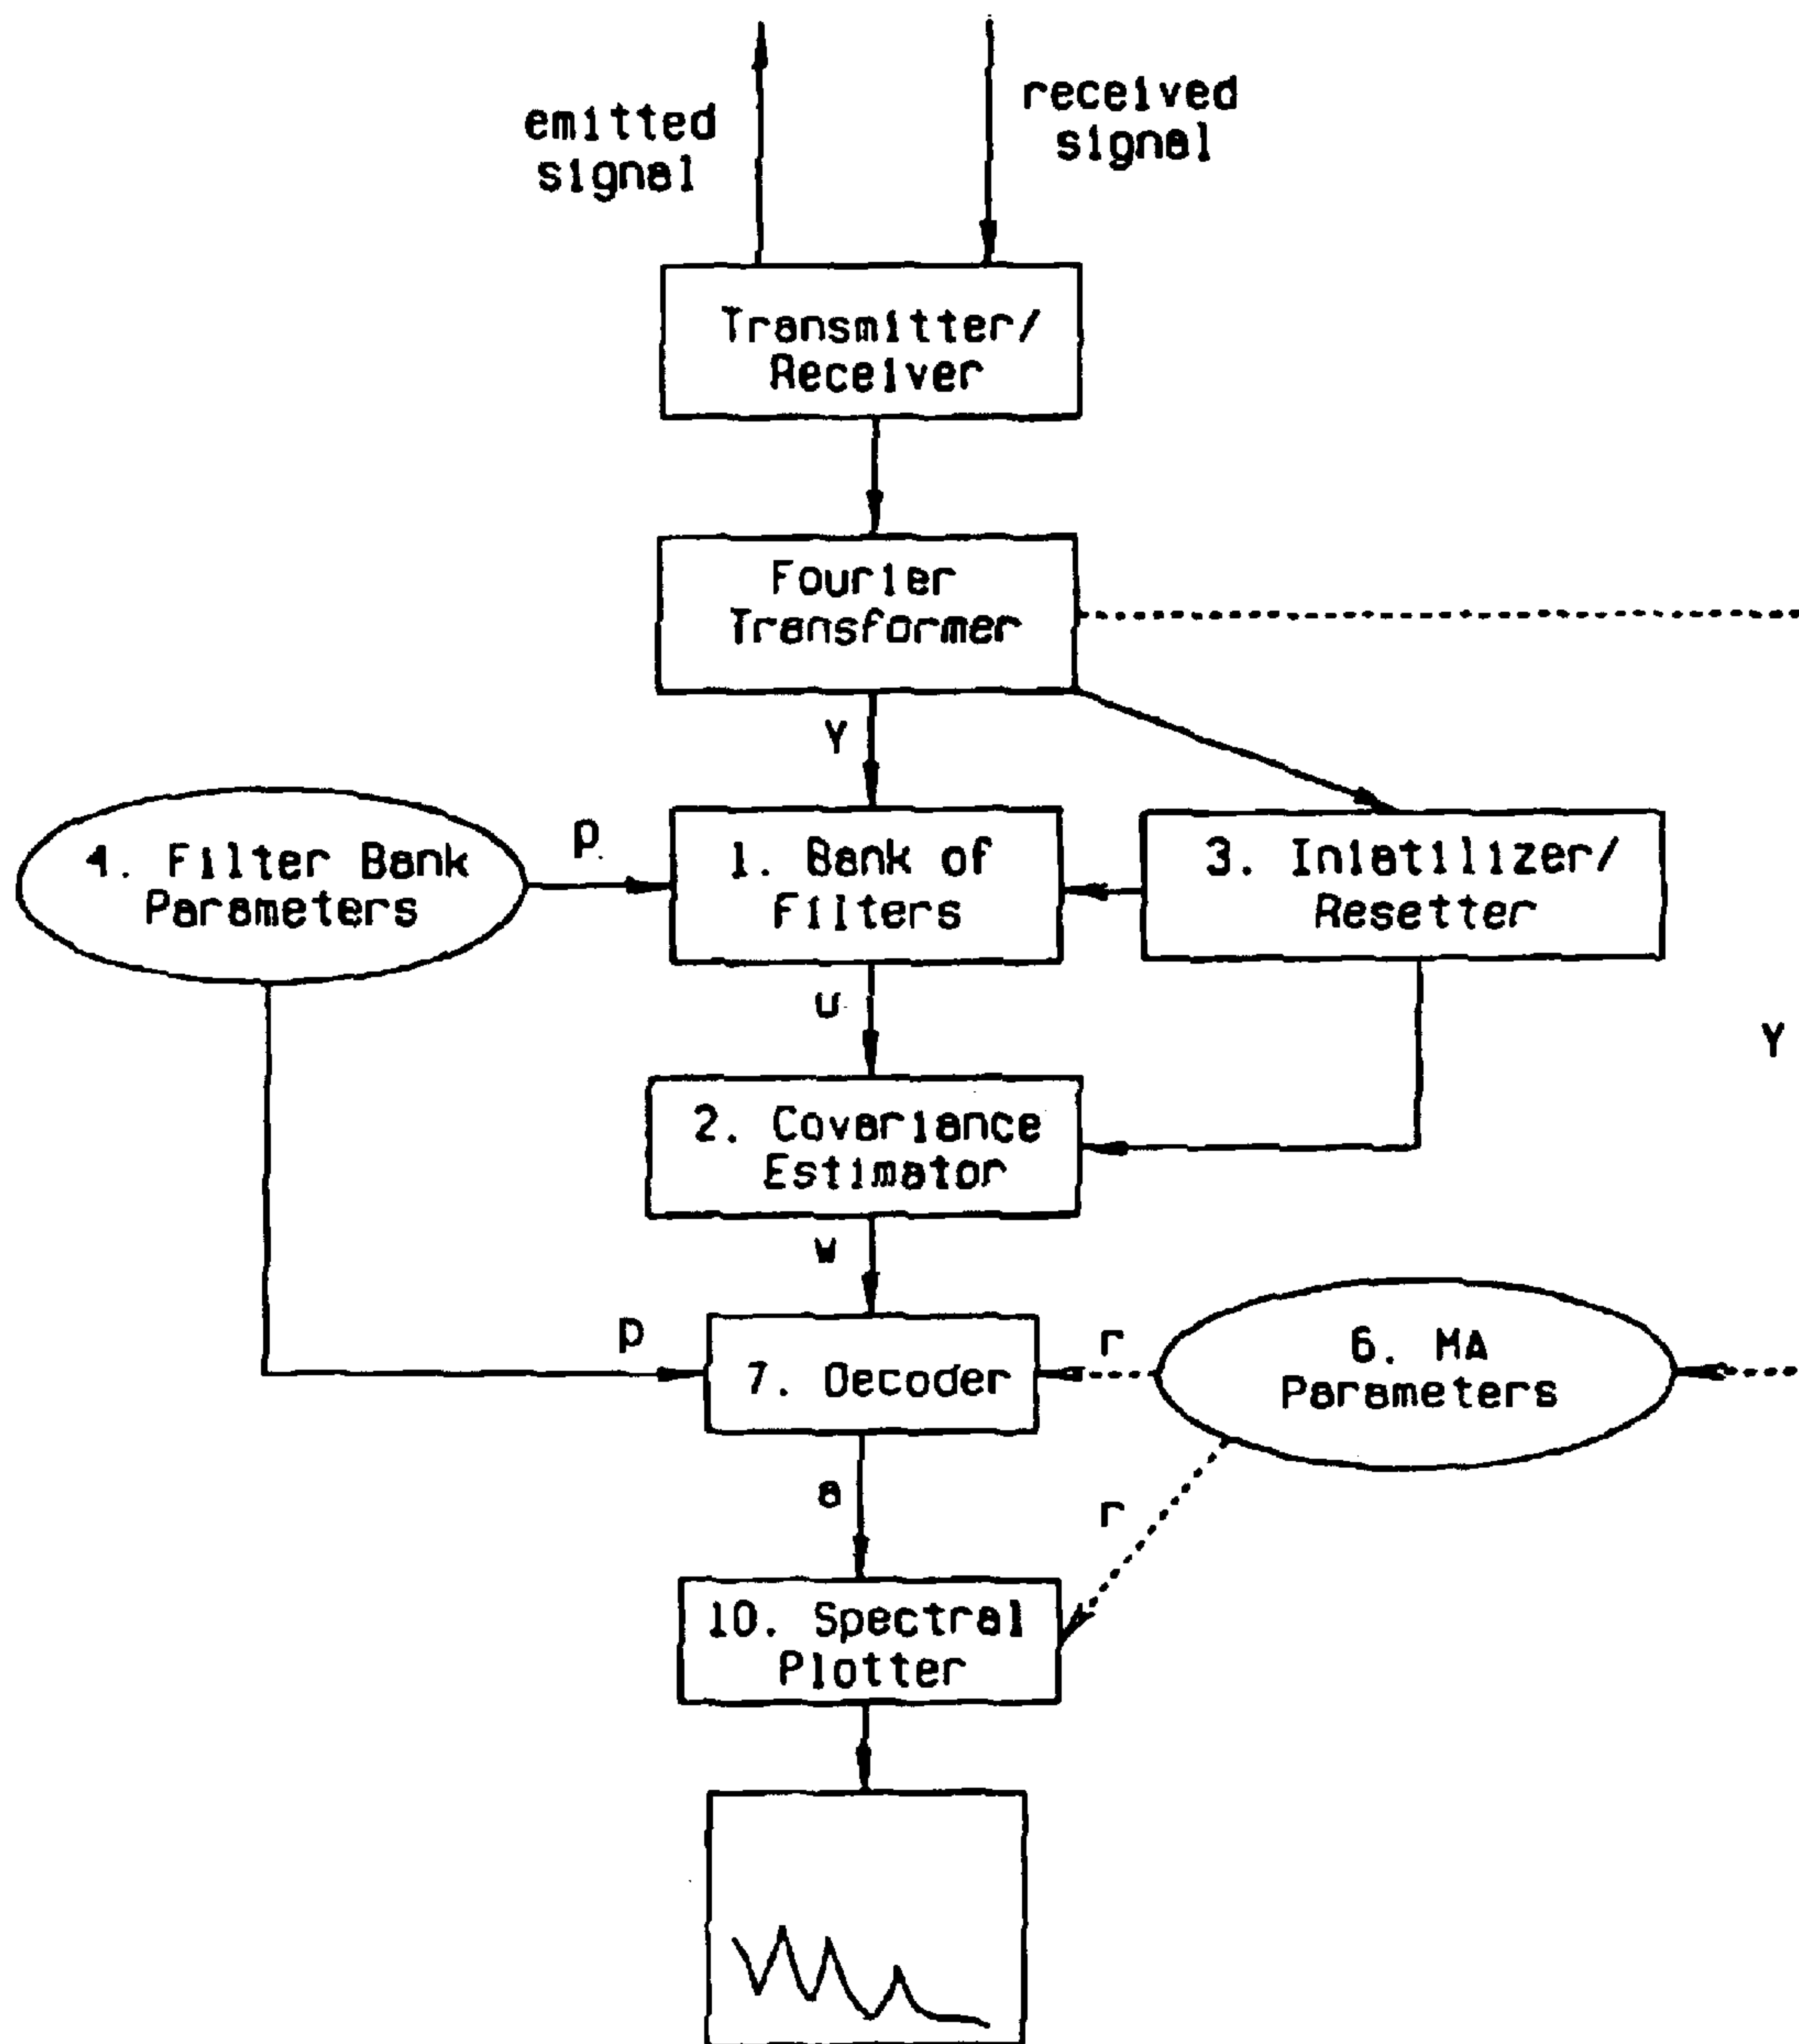 emitted
signal
received
signal
Transmitter/
Receiver
Fourier
Transformer
Y
4. Filter Bank
Parameters
p
1. Bank of
Filters
3. Iniatilizer/
Resetter
u
Y
2. Covariance
Estimator
w
p
7. Decoder
r
6. MA
Parameters
a
r
10. Spectral
Plotter